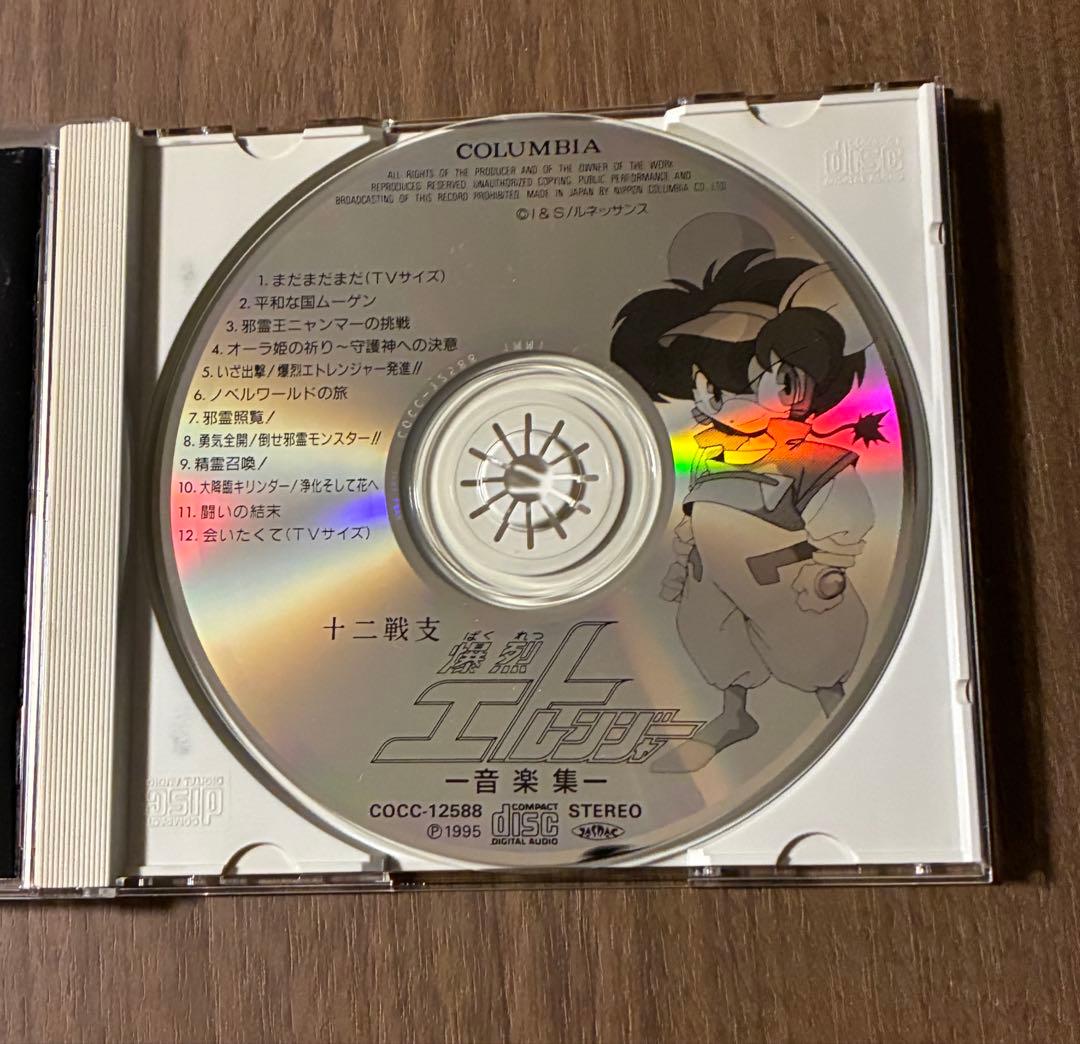 COLUMBIA
ALL RIGHTS OF THE PRODUCER AND OF THE OWNER OF THE WORK
REPRODUCED RESERVED. UNAUTHORIZED COPYING, PUBLIC PERFORMANCE AND
BROADCASTING OF THIS RECORD PROHIBITED. MADE IN JAPAN BY NIPPON COLUMBIA CO., LTD.
©I & S/ルネッサンス
1. まだまだまだ(TVサイズ)
2. 平和な国ムーゲン
3. 邪霊王ニャンマーの挑戦
4. オーラ姫の祈り〜守護神への決意
5. いざ出撃!爆烈エトレンジャー発進!!
6. ノベルワールドの旅
7. 邪霊照覧!
8. 勇気全開!倒せ邪霊モンスター!!
9. 精霊召喚!
10. 大降臨キリンダー!浄化そして花へ
11. 闘いの結末
12. 会いたくて(TVサイズ)
COCC-12588
十二戦支
ばく れつ
爆烈
エトレンジャー
ー音楽集ー
COCC-12588 COMPACT disc DIGITAL AUDIO STEREO
Ⓟ1995 JASRAC